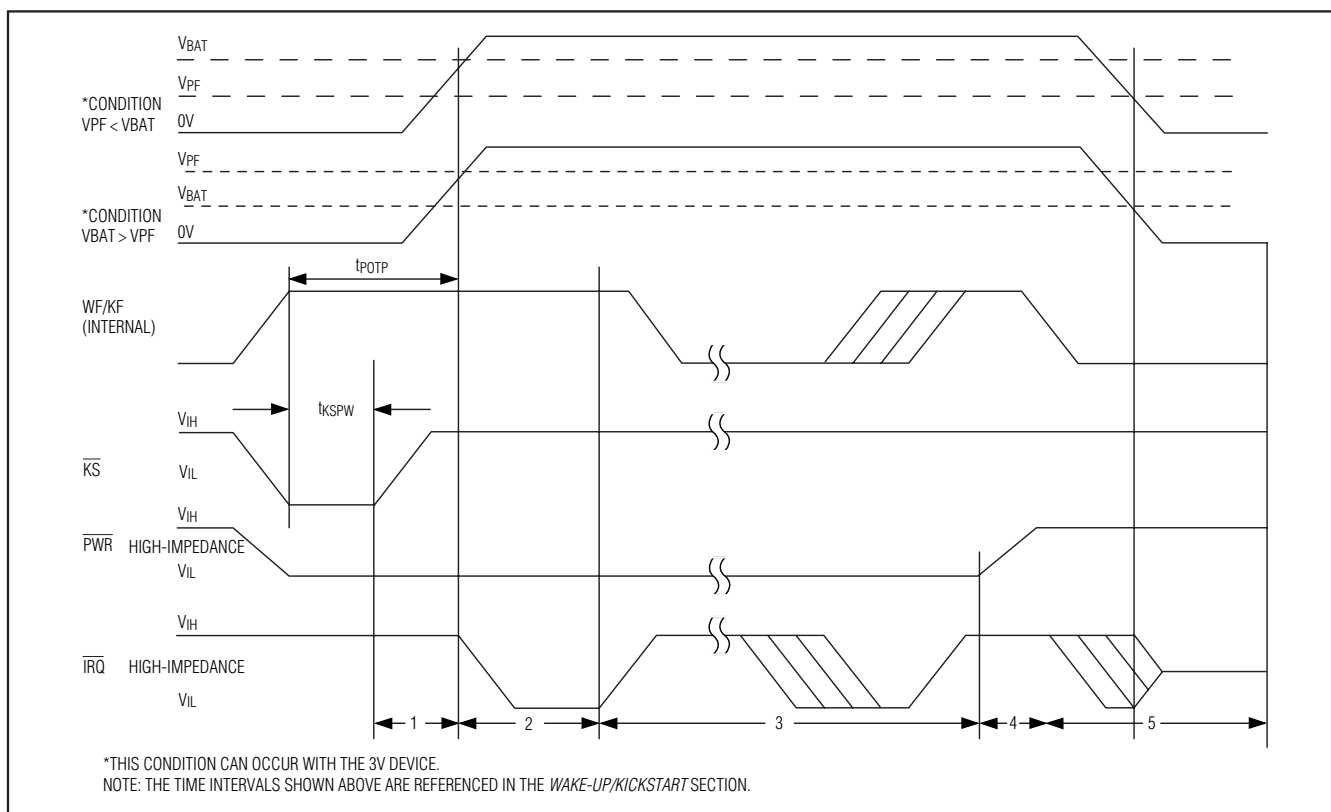 VBAT
VPF
*CONDITION
VPF < VBAT
0V
VPF
VBAT
*CONDITION
VBAT > VPF
0V
tPOTP
WF/KF
(INTERNAL)
tKSPW
VIH
KS
VIL
VIH
PWR HIGH-IMPEDANCE
VIL
VIH
IRQ HIGH-IMPEDANCE
VIL
1 2 3 4 5
*THIS CONDITION CAN OCCUR WITH THE 3V DEVICE.
NOTE: THE TIME INTERVALS SHOWN ABOVE ARE REFERENCED IN THE WAKE-UP/KICKSTART SECTION.